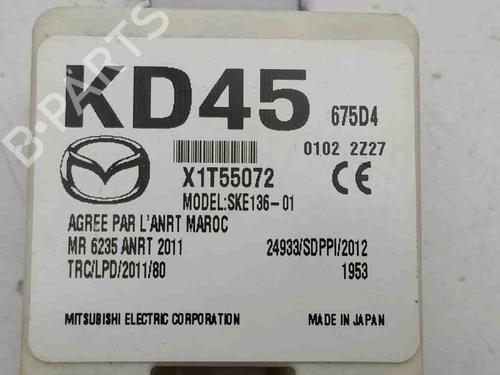 KD45 675D4
0102 2Z27
X1T55072
MODEL:SKE136-01
AGREE PAR L'ANRT MAROC
MR 6235 ANRT 2011 24933/SDPPI/2012
TRC/LPD/2011/80 1953
MITSUBISHI ELECTRIC CORPORATION MADE IN JAPAN
B-PARTS